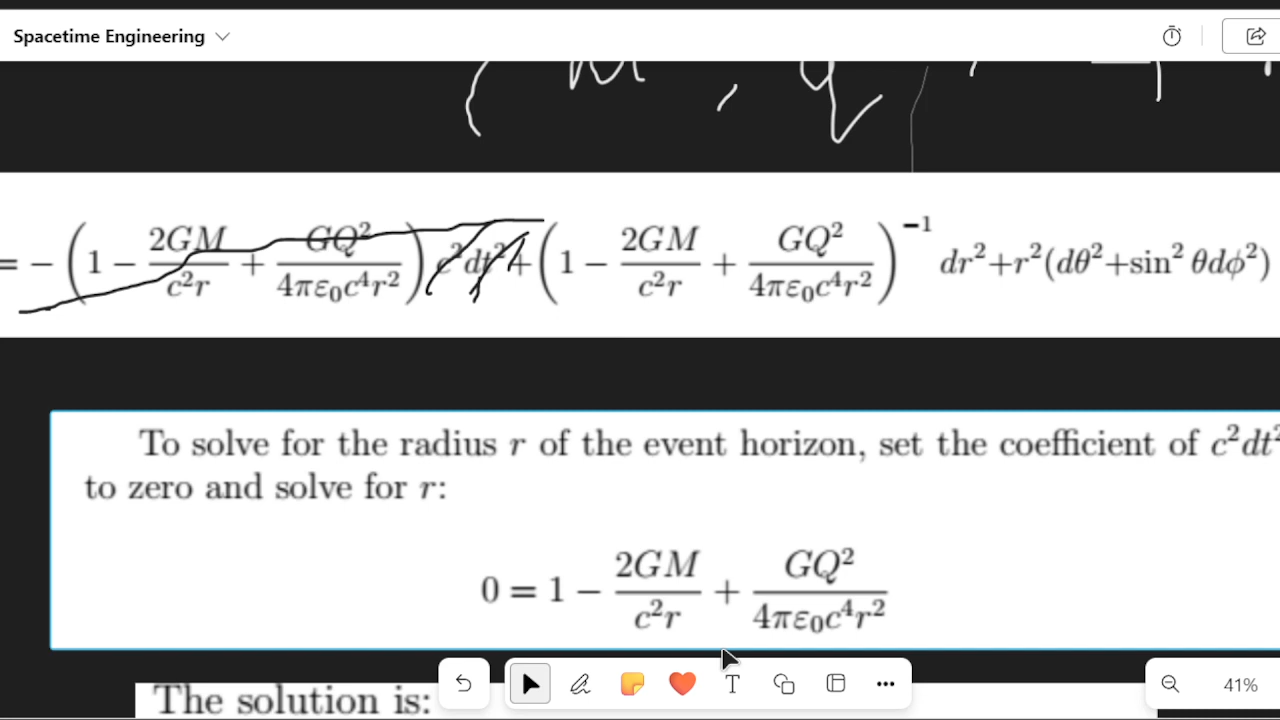 Spacetime Engineering
m, q,
= − (1 − 2GM/c²r + GQ²/4πε₀c⁴r²) c²dt² + (1 − 2GM/c²r + GQ²/4πε₀c⁴r²)⁻¹ dr²+r²(dθ²+sin² θdϕ²)
To solve for the radius r of the event horizon, set the coefficient of c²dt²
to zero and solve for r:
0 = 1 − 2GM/c²r + GQ²/4πε₀c⁴r²
The solution is:
T
41%